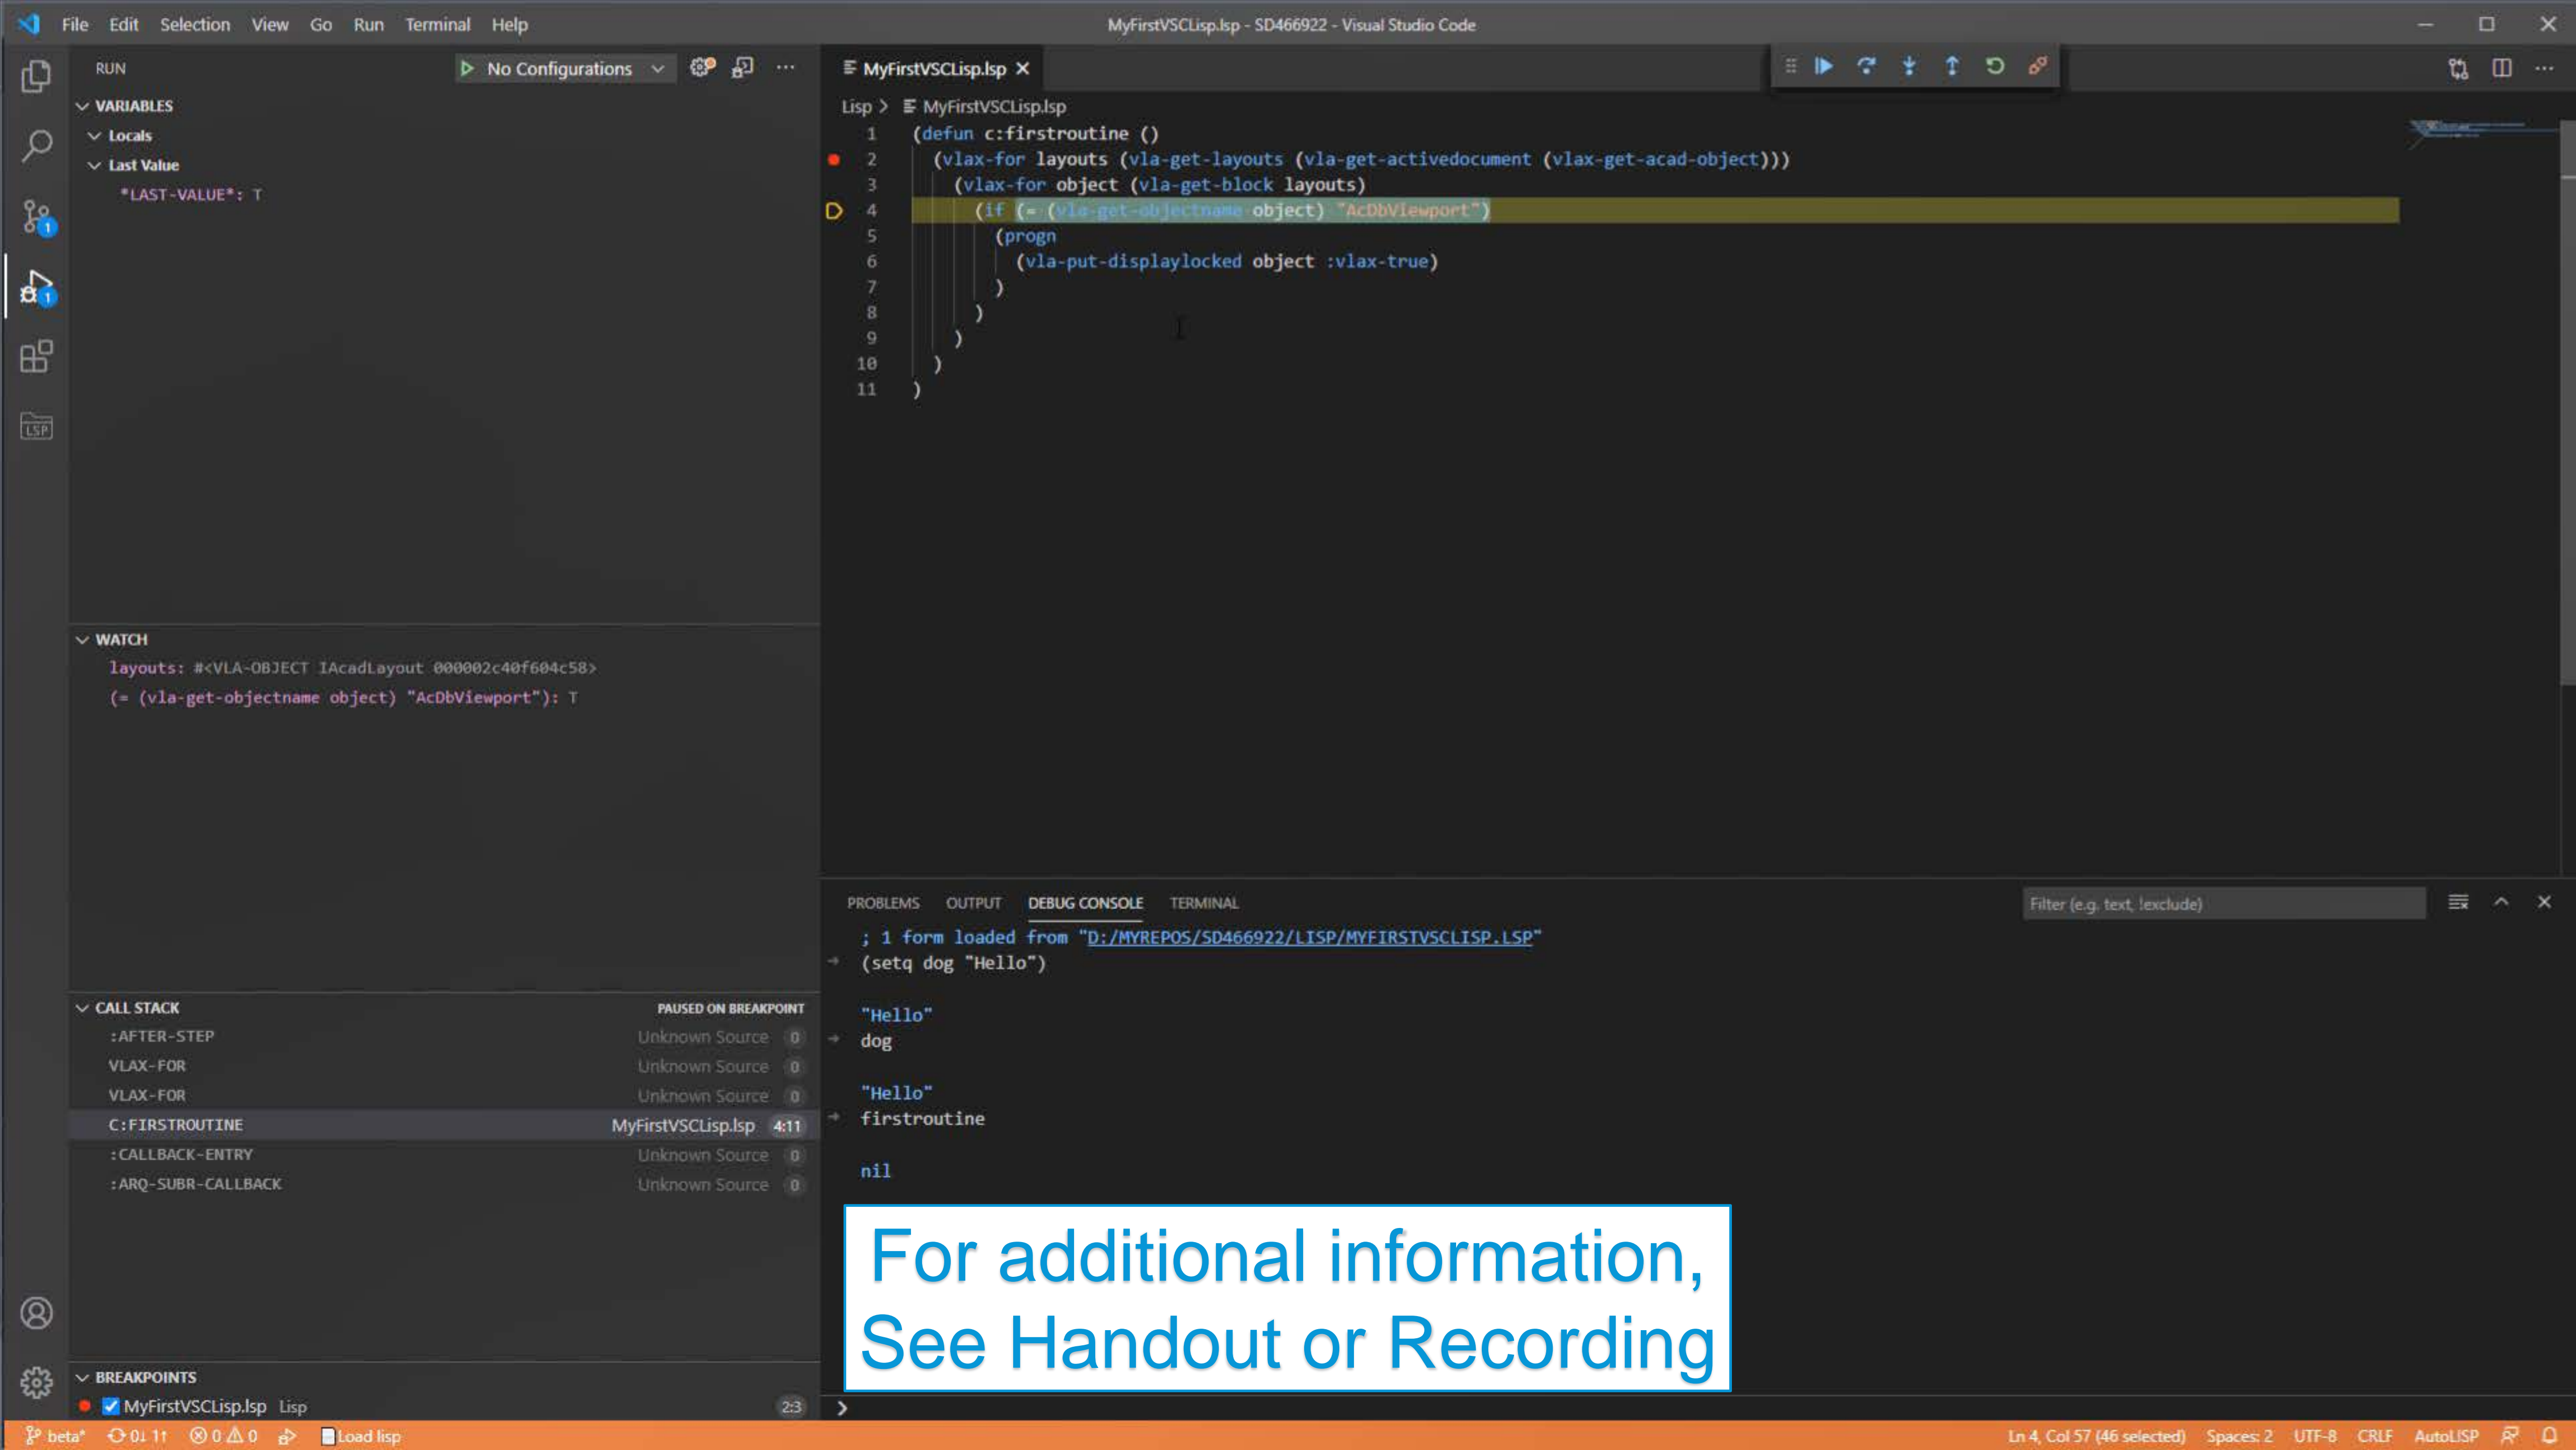 File Edit Selection View Go Run Terminal Help
MyFirstVSCLisp.lsp - SD466922 - Visual Studio Code
RUN
No Configurations
VARIABLES
Locals
Last Value
*LAST-VALUE*: T
WATCH
layouts: #<VLA-OBJECT IAcadLayout 000002c40f604c58>
(= (vla-get-objectname object) "AcDbViewport"): T
CALL STACK PAUSED ON BREAKPOINT
:AFTER-STEP Unknown Source 0
VLAX-FOR Unknown Source 0
VLAX-FOR Unknown Source 0
C:FIRSTROUTINE MyFirstVSCLisp.lsp 4:11
:CALLBACK-ENTRY Unknown Source 0
:ARQ-SUBR-CALLBACK Unknown Source 0
BREAKPOINTS
MyFirstVSCLisp.lsp Lisp 2:3
1
1
LSP
MyFirstVSCLisp.lsp
Lisp > MyFirstVSCLisp.lsp
1 (defun c:firstroutine ()
2 (vlax-for layouts (vla-get-layouts (vla-get-activedocument (vlax-get-acad-object)))
3 (vlax-for object (vla-get-block layouts)
4 (if (= (vla-get-objectname object) "AcDbViewport")
5 (progn
6 (vla-put-displaylocked object :vlax-true)
7 )
8 )
9 )
10 )
11 )
PROBLEMS OUTPUT DEBUG CONSOLE TERMINAL
Filter (e.g. text, !exclude)
; 1 form loaded from "D:/MYREPOS/SD466922/LISP/MYFIRSTVSCLISP.LSP"
(setq dog "Hello")
"Hello"
dog
"Hello"
firstroutine
nil
For additional information,
See Handout or Recording
beta* 0↓ 1↑ 0 0 Load lisp
Ln 4, Col 57 (46 selected) Spaces: 2 UTF-8 CRLF AutoLISP